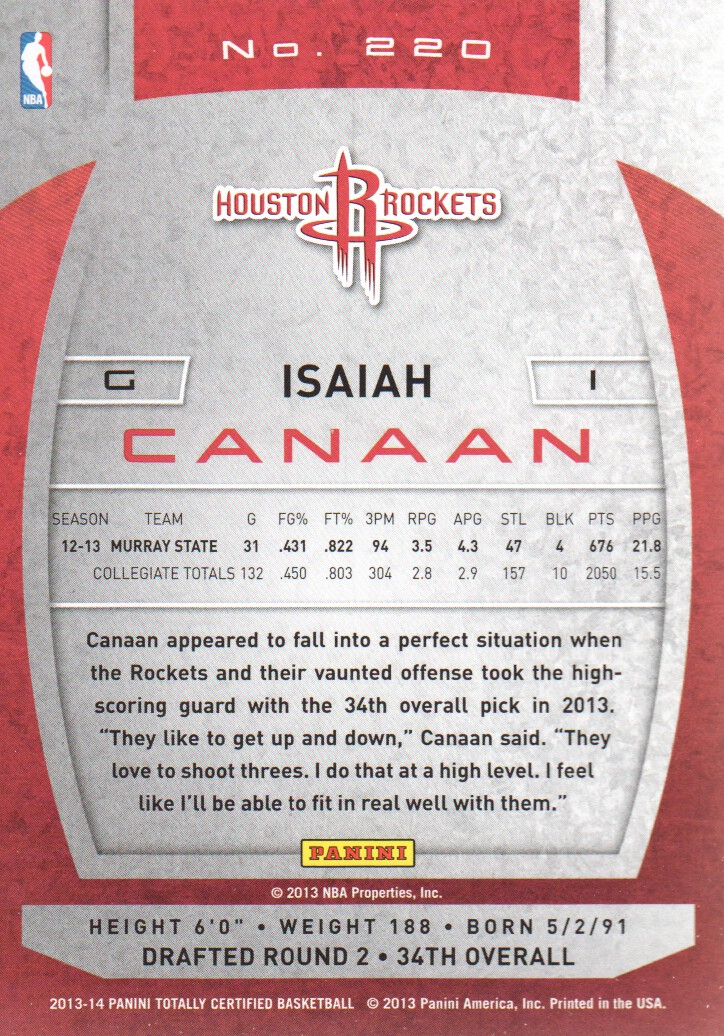 No. 220
NBA
HOUSTON ROCKETS
G ISAIAH 1
CANAAN
SEASON TEAM G FG% FT% 3PM RPG APG STL BLK PTS PPG
12-13 MURRAY STATE 31 .431 .822 94 3.5 4.3 47 4 676 21.8
COLLEGIATE TOTALS 132 .450 .803 304 2.8 2.9 157 10 2050 15.5
Canaan appeared to fall into a perfect situation when
the Rockets and their vaunted offense took the high-
scoring guard with the 34th overall pick in 2013.
“They like to get up and down,” Canaan said. “They
love to shoot threes. I do that at a high level. I feel
like I’ll be able to fit in real well with them.”
PANINI
© 2013 NBA Properties, Inc.
HEIGHT 6'0" • WEIGHT 188 • BORN 5/2/91
DRAFTED ROUND 2 • 34TH OVERALL
2013-14 PANINI TOTALLY CERTIFIED BASKETBALL © 2013 Panini America, Inc. Printed in the USA.